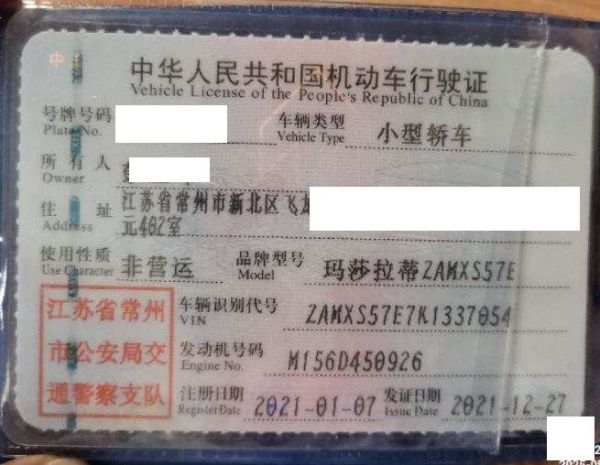 中华人民共和国机动车行驶证
Vehicle License of the People's Republic of China
号牌号码
Plate No.
车辆类型
Vehicle Type
小型轿车
所有人
Owner
住址
Address
江苏省常州市新北区飞龙
元402室
使用性质
Use Character
非营运
品牌型号
Model
玛莎拉蒂ZAMXS57E
江苏省常州
市公安局交
通警察支队
车辆识别代号
VIN
ZAMXS57E7K1337054
发动机号码
Engine No.
M156D450926
注册日期
Register Date
2021-01-07
发证日期
Issue Date
2021-12-27